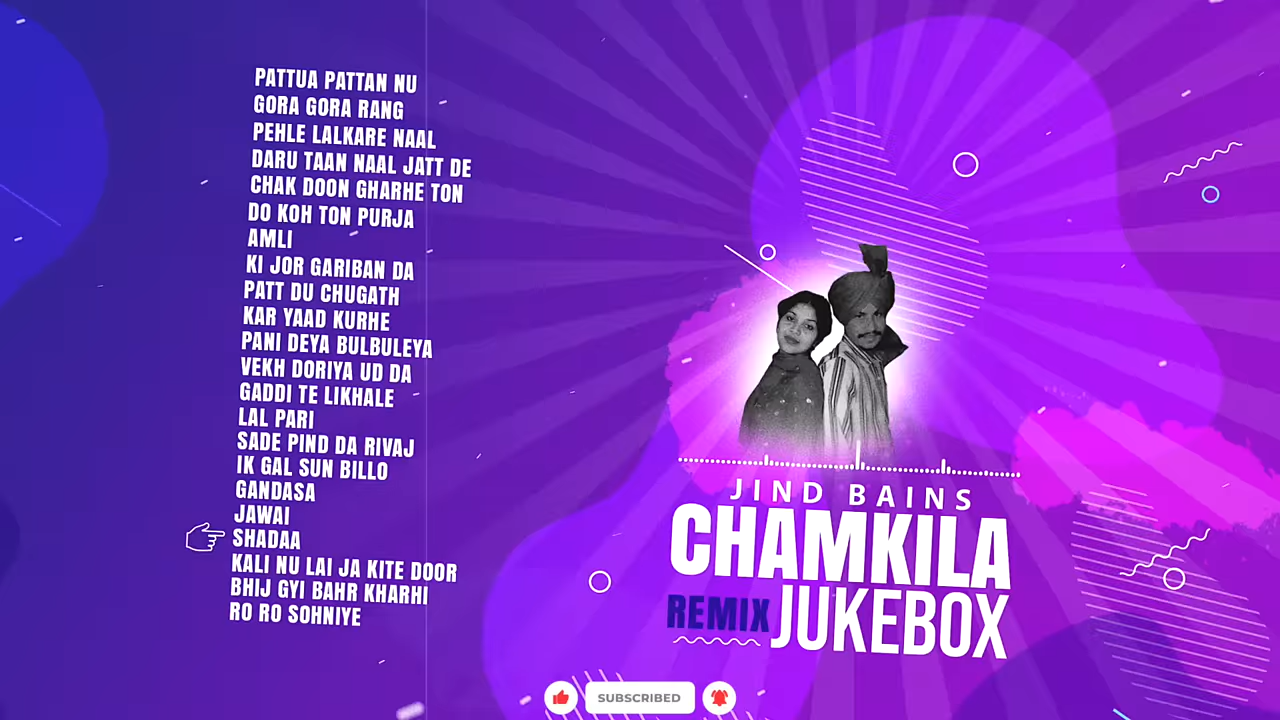 PATTUA PATTAN NU
GORA GORA RANG
PEHLE LALKARE NAAL
DARU TAAN NAAL JATT DE
CHAK DOON GHARHE TON
DO KOH TON PURJA
AMLI
KI JOR GARIBAN DA
PATT DU CHUGATH
KAR YAAD KURHE
PANI DEYA BULBULEYA
VEKH DORIYA UD DA
GADDI TE LIKHALE
LAL PARI
SADE PIND DA RIVAJ
IK GAL SUN BILLO
GANDASA
JAWAI
SHADAA
KALI NU LAI JA KITE DOOR
BHIJ GYI BAHR KHARHI
RO RO SOHNIYE
JIND BAINS
CHAMKILA
REMIX JUKEBOX
SUBSCRIBED